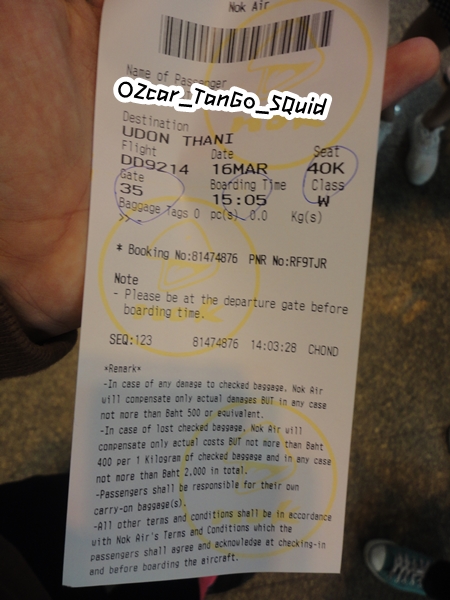 Nok Air
Name of Passenger
OZcar_TanGo_SQuid
Destination
UDON THANI
Flight Date Seat
DD9214 16MAR 40K
Gate Boarding Time Class
35 15:05 W
Baggage Tags 0 pc(s) 0.0 Kg(s)
>>
* Booking No:81474876 PNR No:RF9TJR
Note
- Please be at the departure gate before
boarding time.
SEQ:123 81474876 14:03:28 CHOND
*Remark*
-In case of any damage to checked baggage, Nok Air
will compensate only actual damages BUT in any case
not more than Baht 500 or equivalent.
-In case of lost checked baggage, Nok Air will
compensate only actual costs BUT not more than Baht
400 per 1 Kilogram of checked baggage and in any case
not more than Baht 2,000 in total.
-Passengers shall be responsible for their own
carry-on baggage(s).
-All other terms and conditions shall be in accordance
with Nok Air's Terms and Conditions which the
passengers shall agree and acknowledge at checking-in
and before boarding the aircraft.